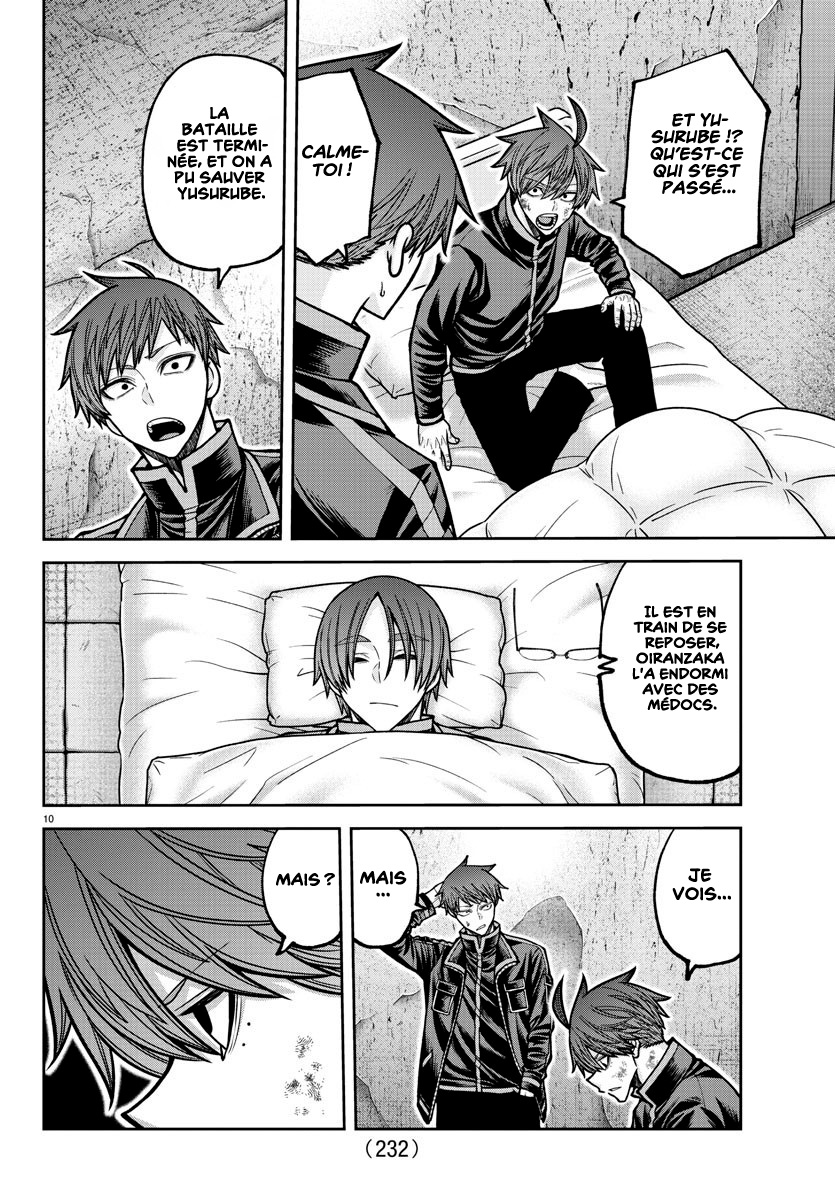 ET YU-
SURUBE !?
QU'EST-CE
QUI S'EST
PASSÉ...
CALME-
TOI !
LA
BATAILLE
EST TERMI-
NÉE, ET ON A
PU SAUVER
YUSURUBE.
IL EST EN
TRAIN DE SE
REPOSER,
OIRANZAKA
L'A ENDORMI
AVEC DES
MÉDOCS.
10
JE
VOIS...
MAIS
...
MAIS ?
(232)